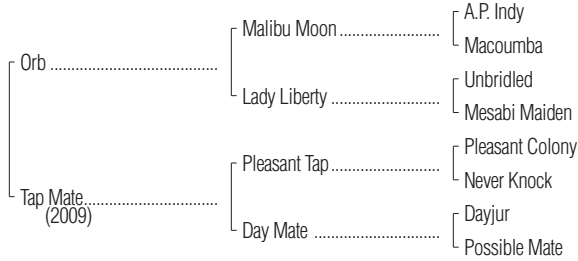 A.P. Indy
Malibu Moon
Macoumba
Orb
Unbridled
Lady Liberty
Mesabi Maiden
Pleasant Colony
Pleasant Tap
Never Knock
Tap Mate
(2009)
Dayjur
Day Mate
Possible Mate